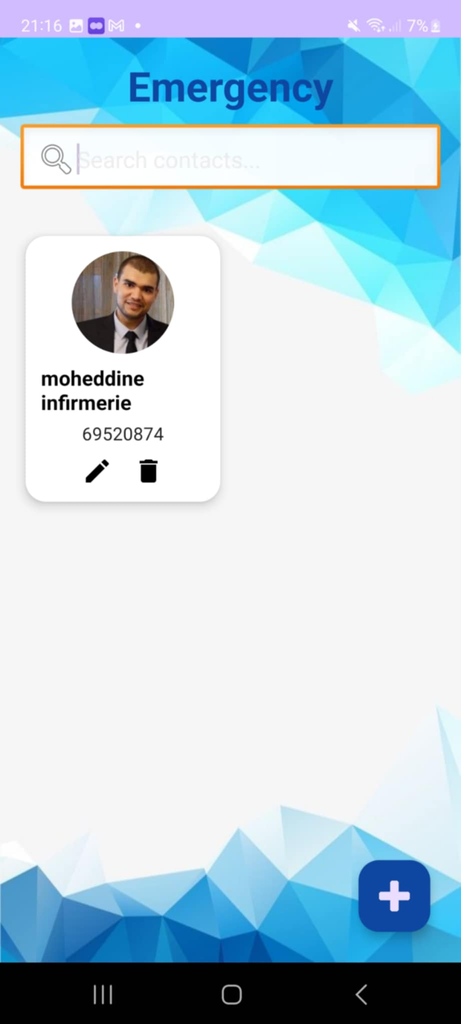 21:16 7%
Emergency
Search contacts...
moheddine
infirmerie
69520874